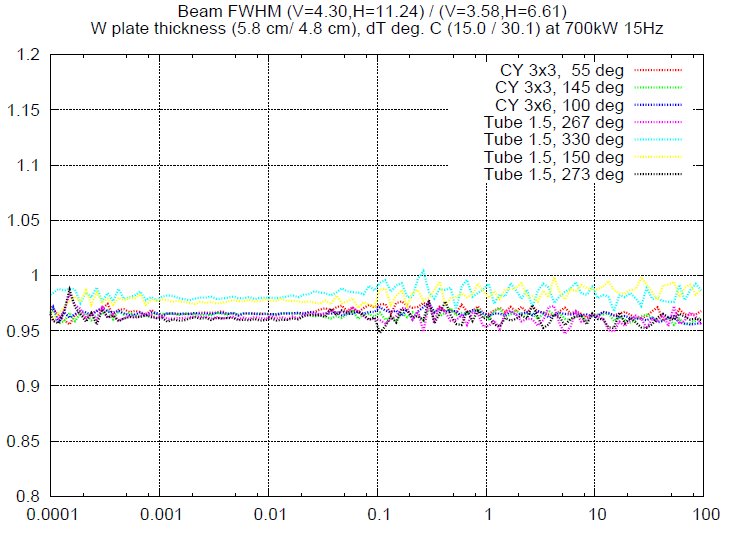 Beam FWHM (V=4.30,H=11.24) / (V=3.58,H=6.61)
W plate thickness (5.8 cm/ 4.8 cm), dT deg. C (15.0 / 30.1) at 700kW 15Hz
1.2
CY 3x3,  55 deg
CY 3x3, 145 deg
CY 3x6, 100 deg
Tube 1.5, 267 deg
Tube 1.5, 330 deg
Tube 1.5, 150 deg
Tube 1.5, 273 deg
1.15
1.1
1.05
1
0.95
0.9
0.85
0.8
0.0001 0.001 0.01 0.1 1 10 100